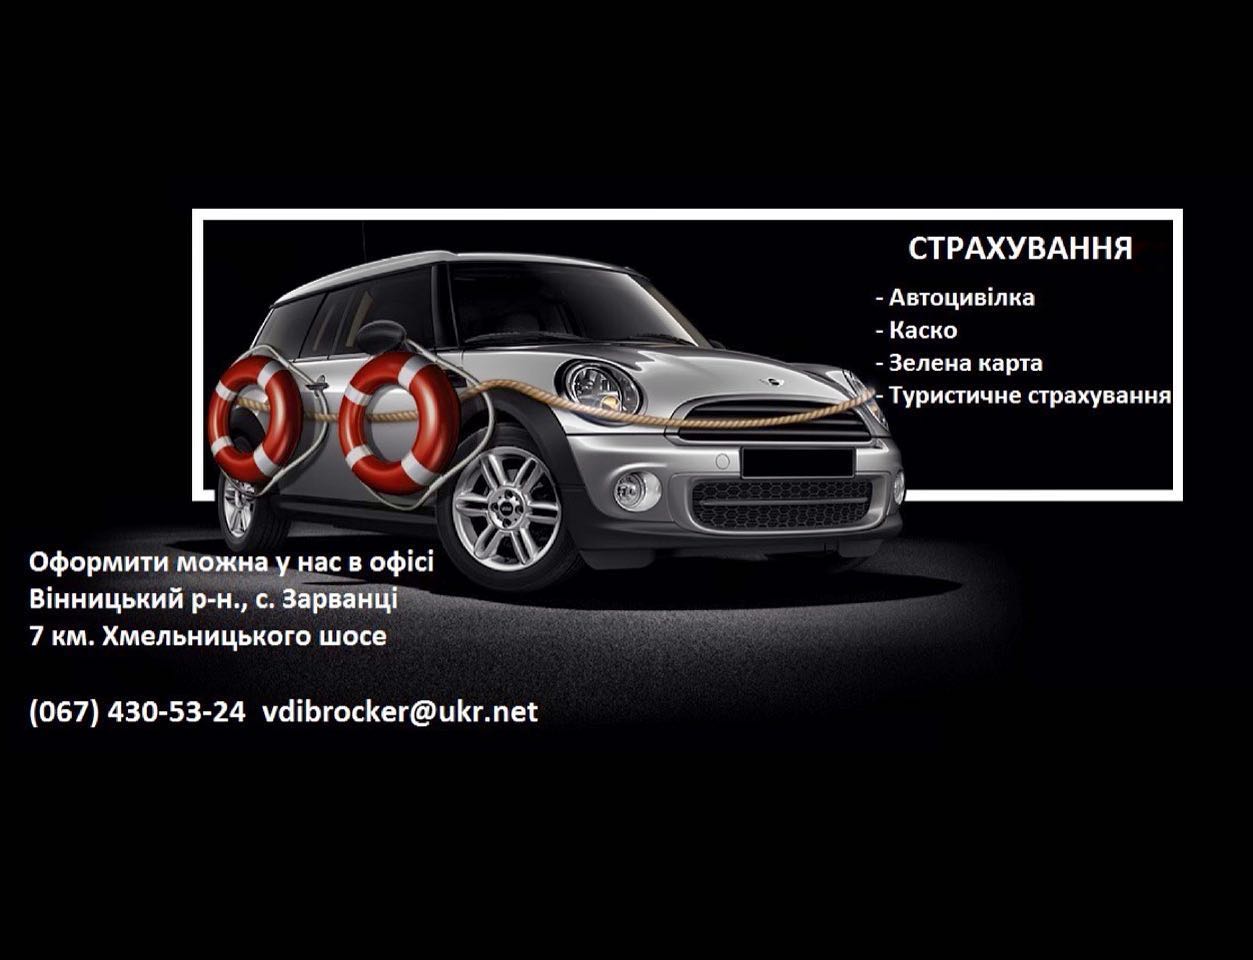 СТРАХУВАННЯ
- Автоцивілка
- Каско
- Зелена карта
- Туристичне страхування
Оформити можна у нас в офісі
Вінницький р-н., с. Зарванці
7 км. Хмельницького шосе
(067) 430-53-24 vdibrocker@ukr.net